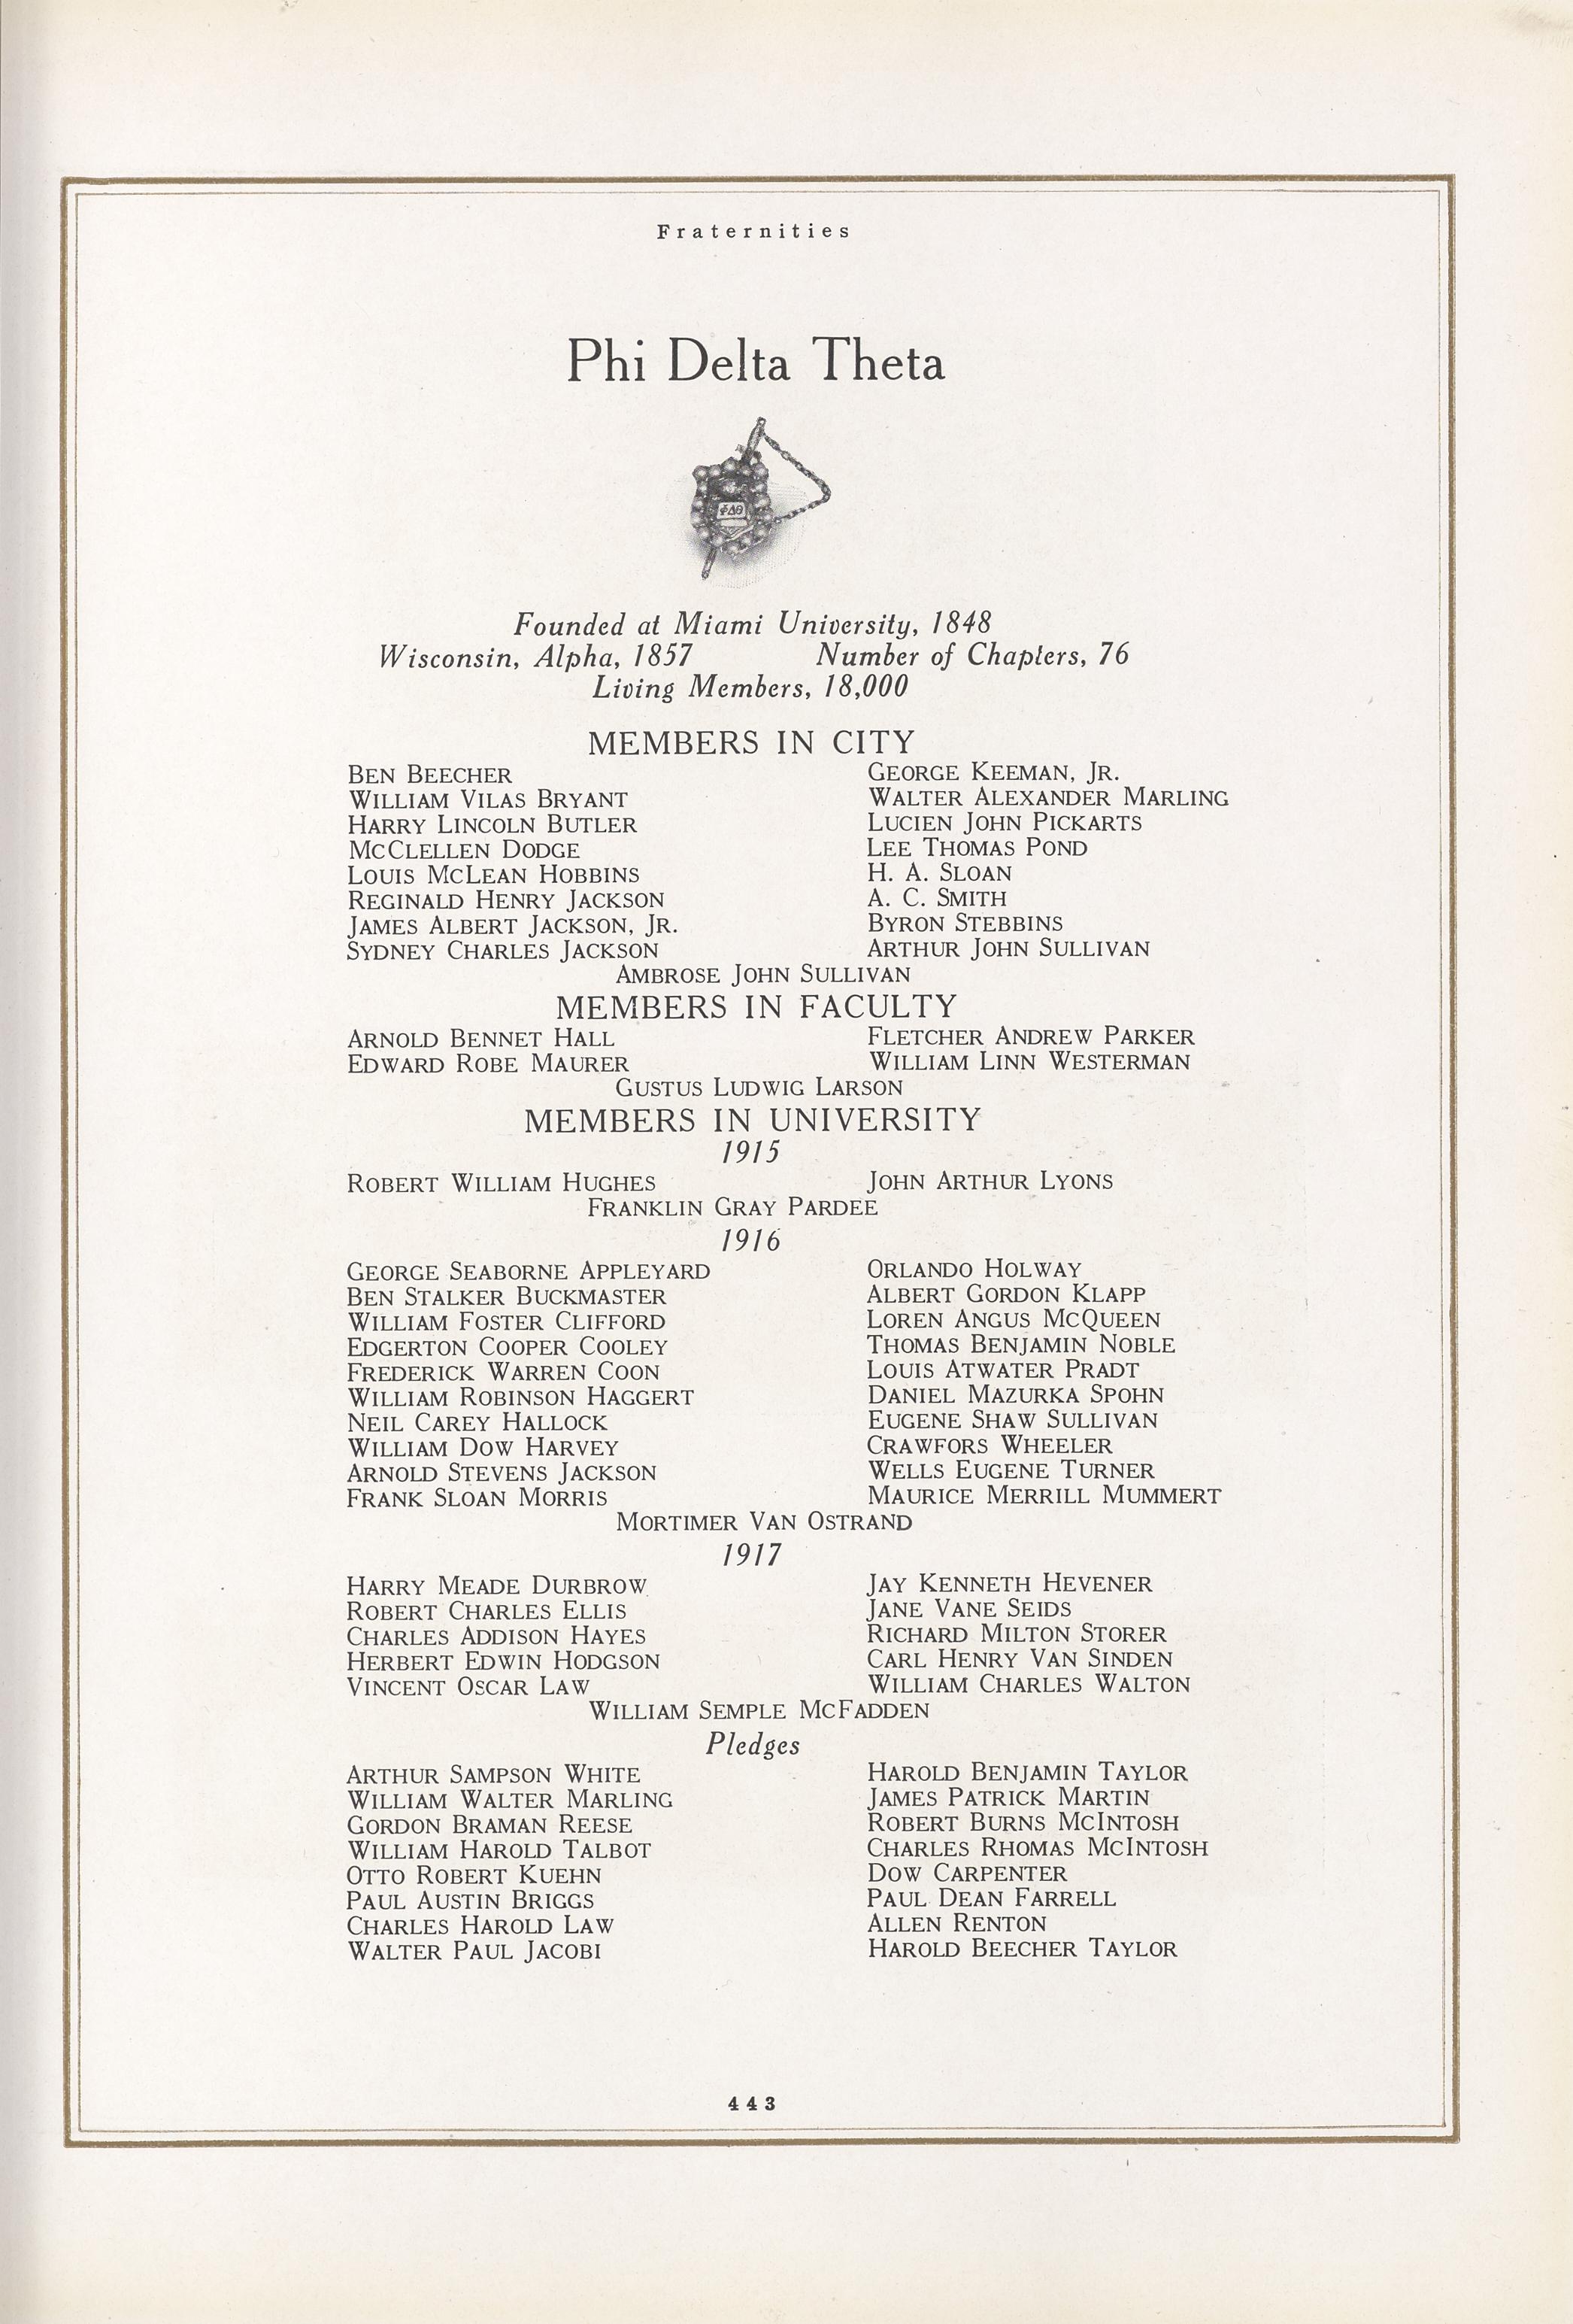 Fraternities
Phi Delta Theta
ΦΔΘ
Founded at Miami University, 1848
Wisconsin, Alpha, 1857 Number of Chapters, 76
Living Members, 18,000
MEMBERS IN CITY
BEN BEECHER GEORGE KEEMAN, JR.
WILLIAM VILAS BRYANT WALTER ALEXANDER MARLING
HARRY LINCOLN BUTLER LUCIEN JOHN PICKARTS
MCCLELLEN DODGE LEE THOMAS POND
LOUIS MCLEAN HOBBINS H. A. SLOAN
REGINALD HENRY JACKSON A. C. SMITH
JAMES ALBERT JACKSON, JR. BYRON STEBBINS
SYDNEY CHARLES JACKSON ARTHUR JOHN SULLIVAN
AMBROSE JOHN SULLIVAN
MEMBERS IN FACULTY
ARNOLD BENNET HALL FLETCHER ANDREW PARKER
EDWARD ROBE MAURER WILLIAM LINN WESTERMAN
GUSTUS LUDWIG LARSON
MEMBERS IN UNIVERSITY
1915
ROBERT WILLIAM HUGHES JOHN ARTHUR LYONS
FRANKLIN GRAY PARDEE
1916
GEORGE SEABORNE APPLEYARD ORLANDO HOLWAY
BEN STALKER BUCKMASTER ALBERT GORDON KLAPP
WILLIAM FOSTER CLIFFORD LOREN ANGUS MCQUEEN
EDGERTON COOPER COOLEY THOMAS BENJAMIN NOBLE
FREDERICK WARREN COON LOUIS ATWATER PRADT
WILLIAM ROBINSON HAGGERT DANIEL MAZURKA SPOHN
NEIL CAREY HALLOCK EUGENE SHAW SULLIVAN
WILLIAM DOW HARVEY CRAWFORS WHEELER
ARNOLD STEVENS JACKSON WELLS EUGENE TURNER
FRANK SLOAN MORRIS MAURICE MERRILL MUMMERT
MORTIMER VAN OSTRAND
1917
HARRY MEADE DURBROW JAY KENNETH HEVENER
ROBERT CHARLES ELLIS JANE VANE SEIDS
CHARLES ADDISON HAYES RICHARD MILTON STORER
HERBERT EDWIN HODGSON CARL HENRY VAN SINDEN
VINCENT OSCAR LAW WILLIAM CHARLES WALTON
WILLIAM SEMPLE MCFADDEN
Pledges
ARTHUR SAMPSON WHITE HAROLD BENJAMIN TAYLOR
WILLIAM WALTER MARLING JAMES PATRICK MARTIN
GORDON BRAMAN REESE ROBERT BURNS MCINTOSH
WILLIAM HAROLD TALBOT CHARLES RHOMAS MCINTOSH
OTTO ROBERT KUEHN DOW CARPENTER
PAUL AUSTIN BRIGGS PAUL DEAN FARRELL
CHARLES HAROLD LAW ALLEN RENTON
WALTER PAUL JACOBI HAROLD BEECHER TAYLOR
443